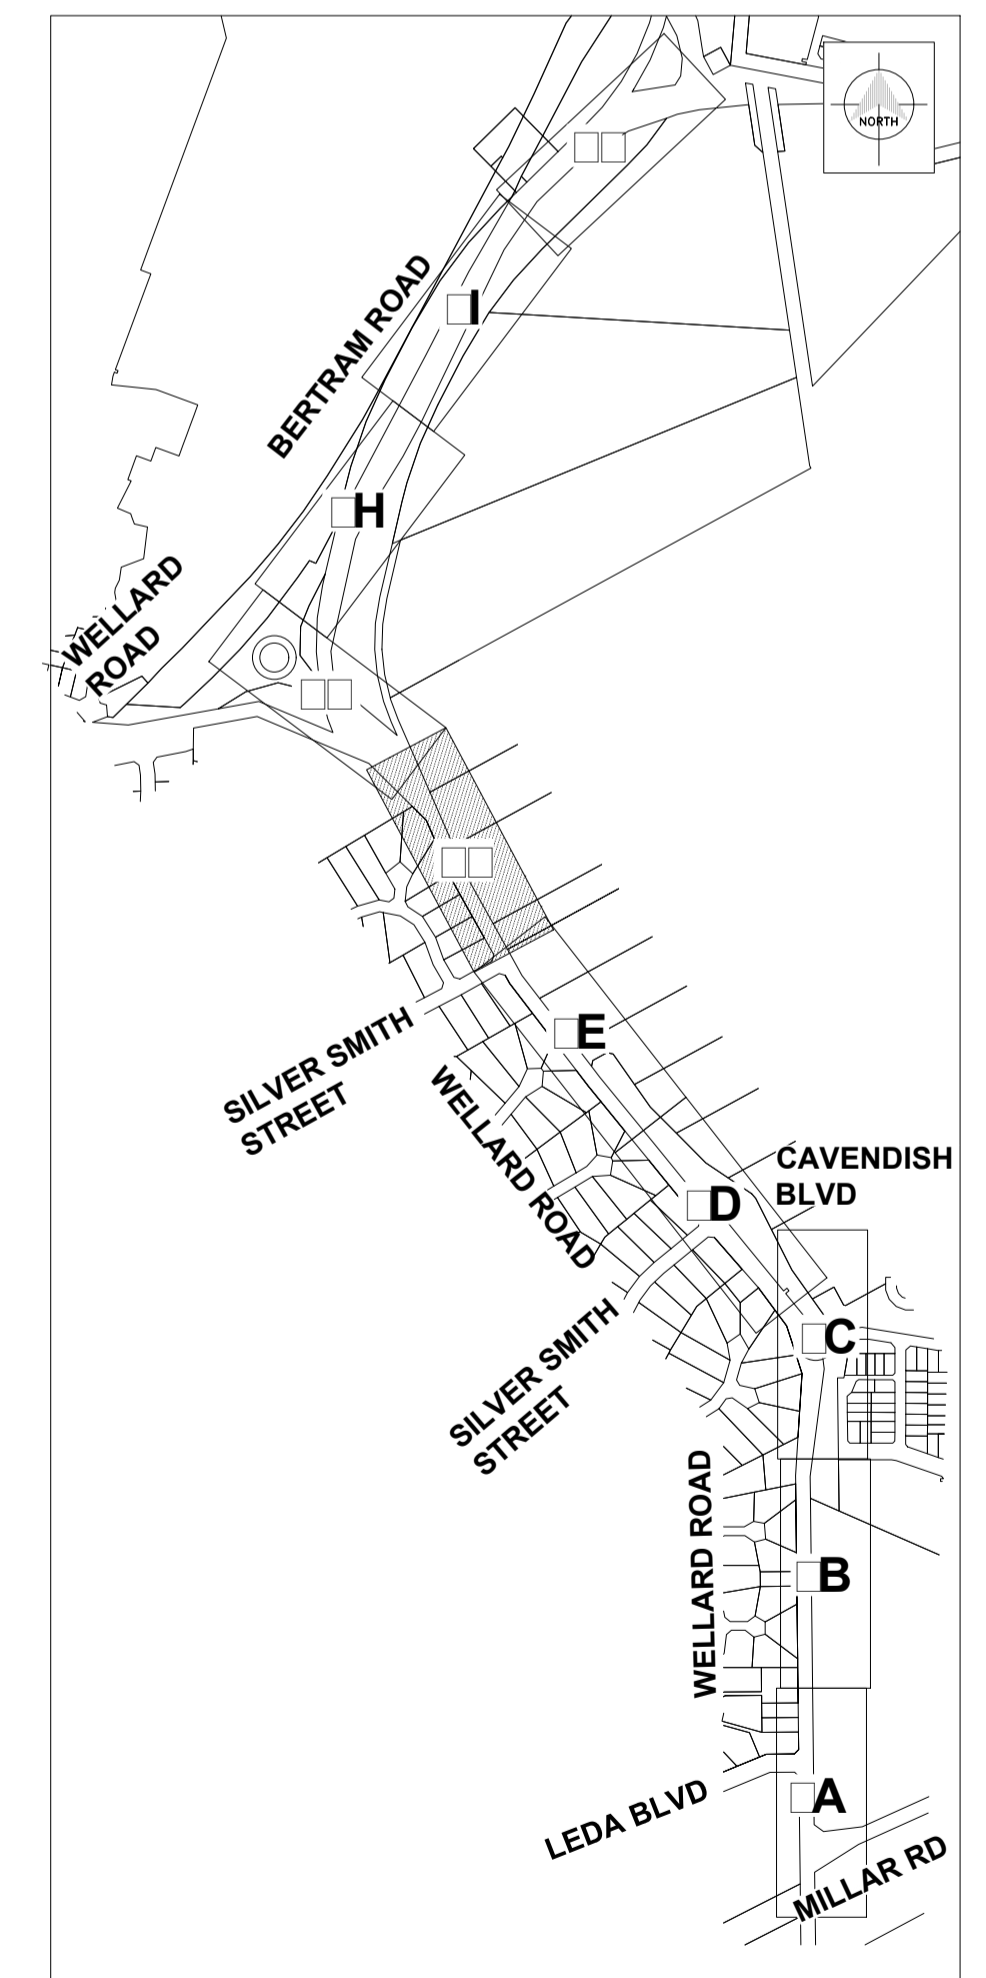 NORTH
BERTRAM ROAD
I
H
WELLARD
ROAD
E
SILVER SMITH
STREET
WELLARD ROAD
CAVENDISH
BLVD
D
C
SILVER SMITH
STREET
WELLARD ROAD
B
A
LEDA BLVD
MILLAR RD